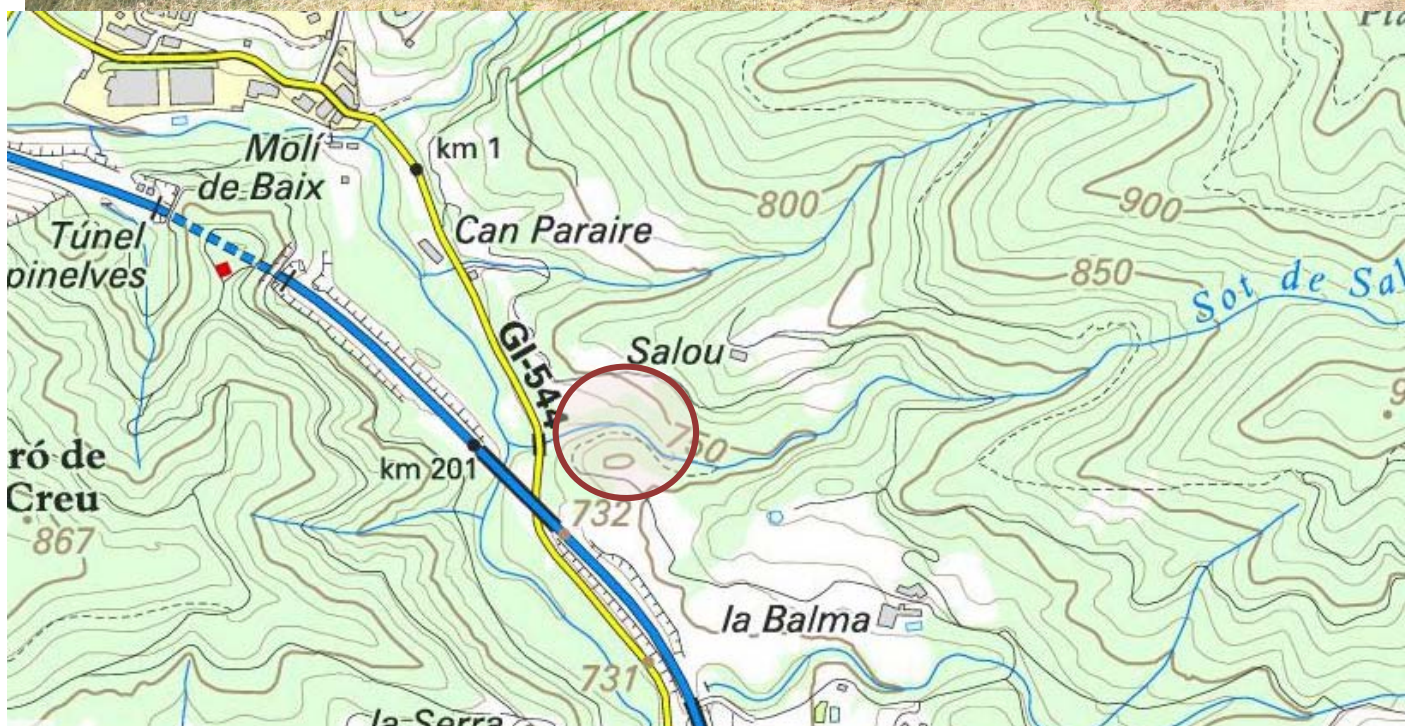 Molí
de Baix
km 1
Can Paraire
800
900
850
Túnel
pinelves
Sot de Sal
GI-544
Salou
750
ró de
Creu
867
km 201
732
la Balma
731
la Serra